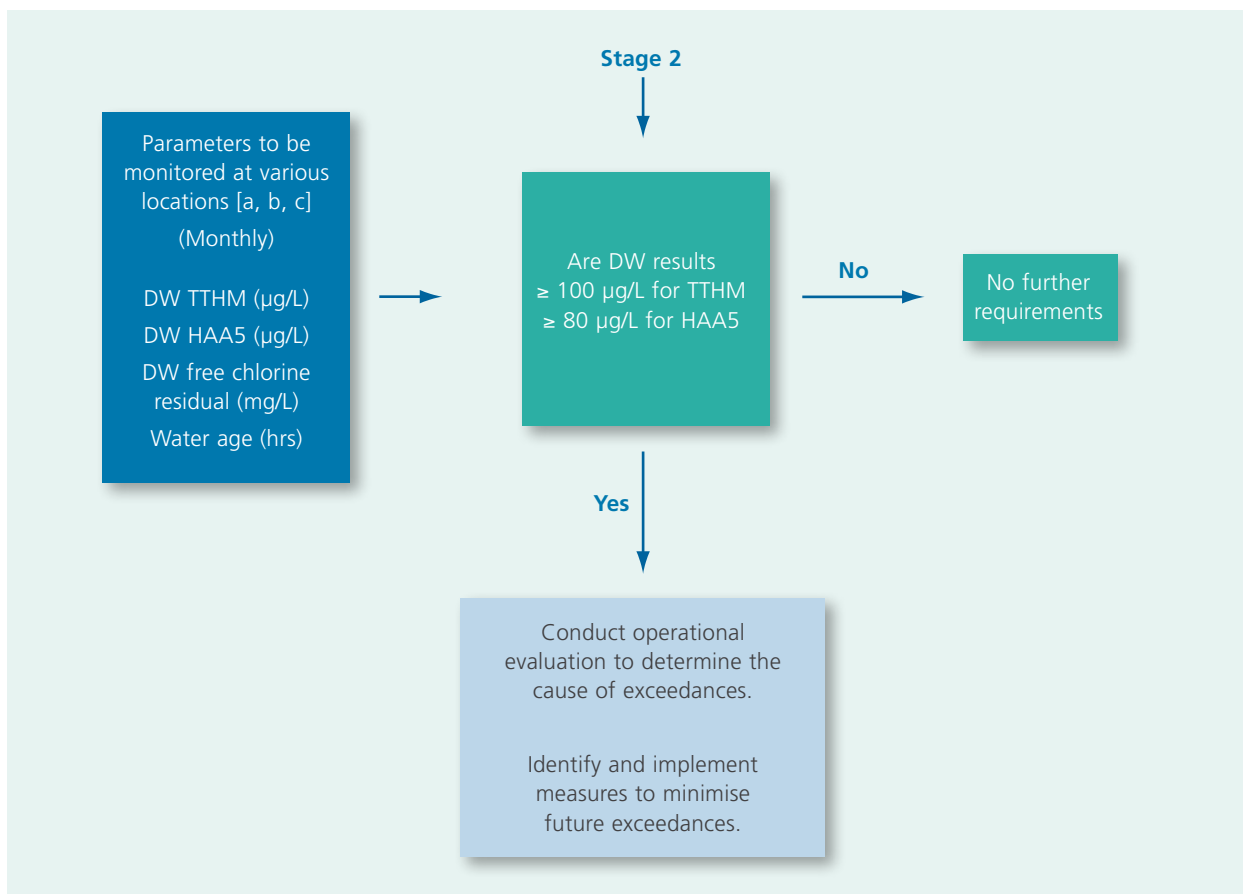 Stage 2
Parameters to be
monitored at various
locations [a, b, c]
(Monthly)
DW TTHM (µg/L)
DW HAA5 (µg/L)
DW free chlorine
residual (mg/L)
Water age (hrs)
Are DW results
≥ 100 µg/L for TTHM
≥ 80 µg/L for HAA5
No
No further
requirements
Yes
Conduct operational
evaluation to determine the
cause of exceedances.
Identify and implement
measures to minimise
future exceedances.